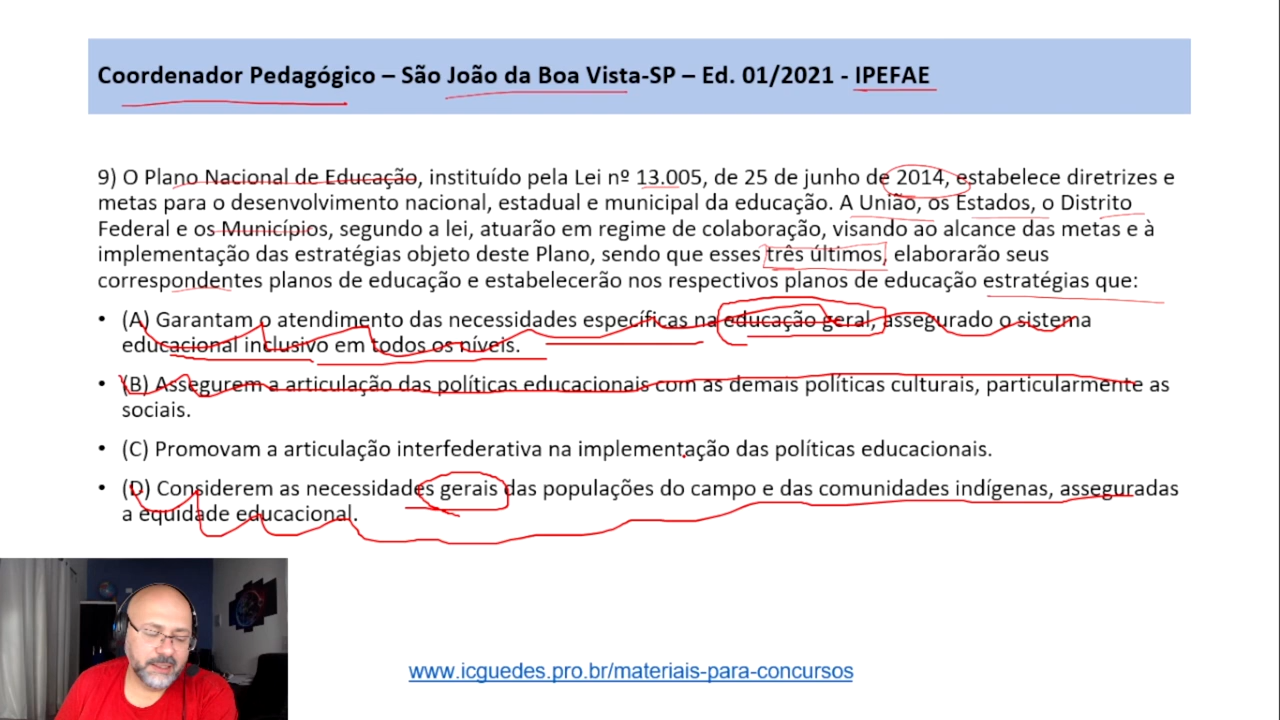 Coordenador Pedagógico – São João da Boa Vista-SP – Ed. 01/2021 - IPEFAE
9) O Plano Nacional de Educação, instituído pela Lei nº 13.005, de 25 de junho de 2014, estabelece diretrizes e
metas para o desenvolvimento nacional, estadual e municipal da educação. A União, os Estados, o Distrito
Federal e os Municípios, segundo a lei, atuarão em regime de colaboração, visando ao alcance das metas e à
implementação das estratégias objeto deste Plano, sendo que esses três últimos, elaborarão seus
correspondentes planos de educação e estabelecerão nos respectivos planos de educação estratégias que:
• (A) Garantam o atendimento das necessidades específicas na educação geral, assegurado o sistema
educacional inclusivo em todos os níveis.
• (B) Assegurem a articulação das políticas educacionais com as demais políticas culturais, particularmente as
sociais.
• (C) Promovam a articulação interfederativa na implementação das políticas educacionais.
• (D) Considerem as necessidades gerais das populações do campo e das comunidades indígenas, asseguradas
a equidade educacional.
www.icguedes.pro.br/materiais-para-concursos